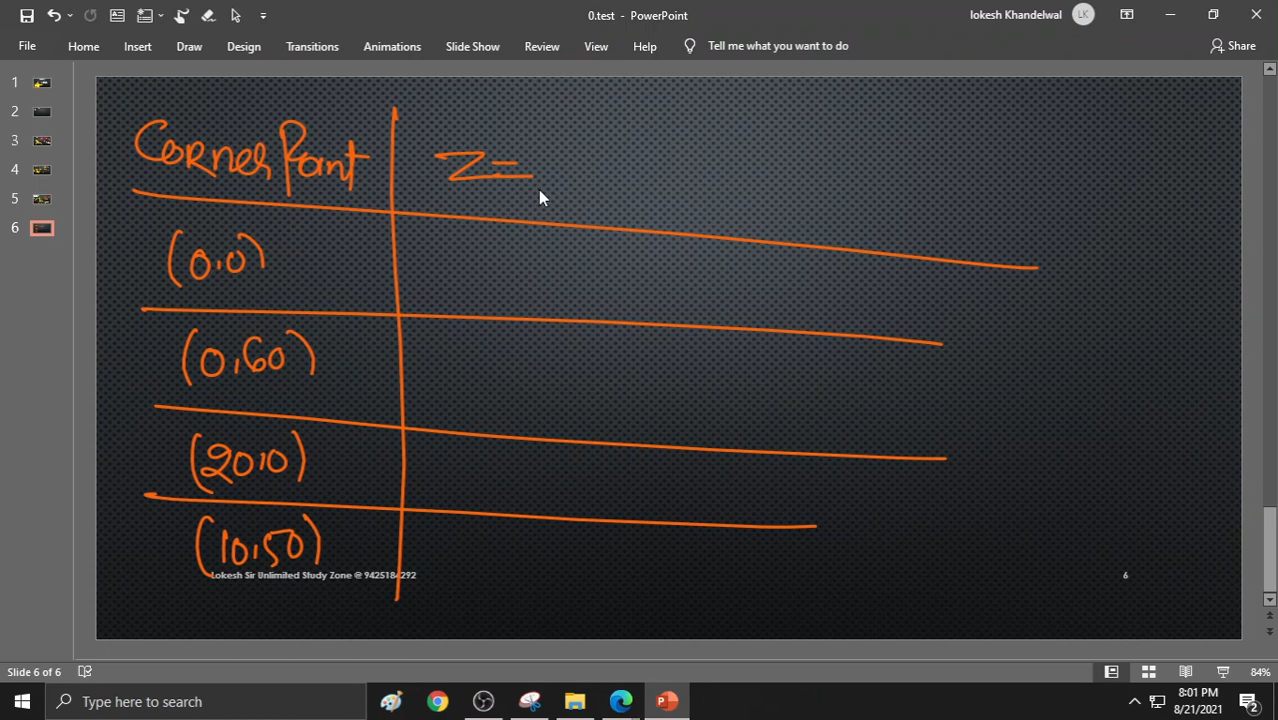 0.test - PowerPoint
lokesh Khandelwal LK
File Home Insert Draw Design Transitions Animations Slide Show Review View Help Tell me what you want to do Share
1
2
3
4
5
6
Corner Point Z=
(0,0)
(0,60)
(20,0)
(10,50)
Lokesh Sir Unlimited Study Zone @ 9425184292
6
Slide 6 of 6
84%
Type here to search
8:01 PM
8/21/2021
2